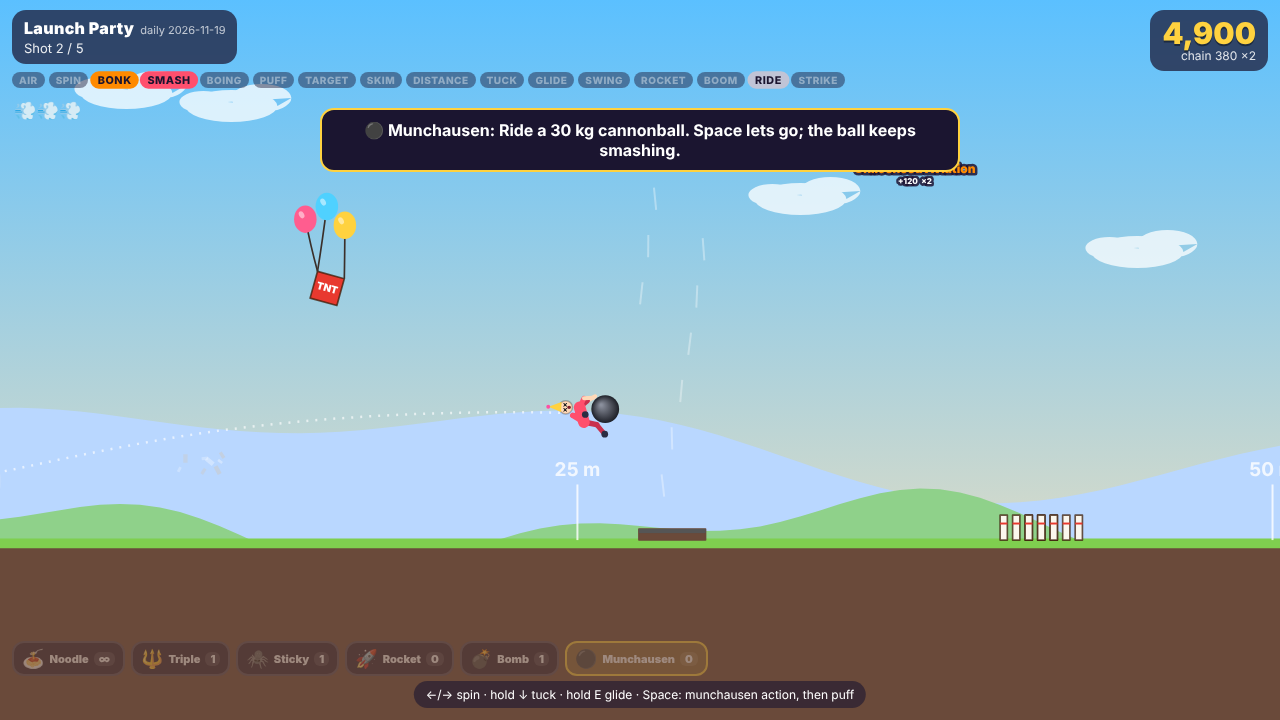 Launch Party daily 2026-11-19
Shot 2 / 5
4,900
chain 380 ×2
AIR SPIN BONK SMASH BOING PUFF TARGET SKIM DISTANCE TUCK GLIDE SWING ROCKET BOOM RIDE STRIKE
Munchausen: Ride a 30 kg cannonball. Space lets go; the ball keeps
smashing.
+120 ×2
TNT
25 m
50
Noodle ∞ Triple 1 Sticky 1 Rocket 0 Bomb 1 Munchausen 0
←/→ spin · hold ↓ tuck · hold E glide · Space: munchausen action, then puff